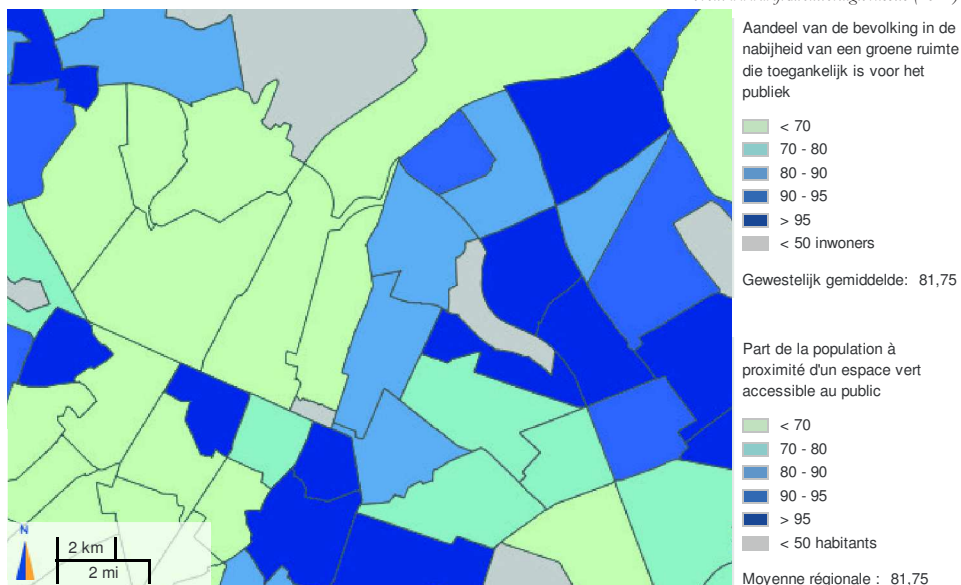 Aandeel van de bevolking in de
nabijheid van een groene ruimte
die toegankelijk is voor het
publiek
< 70
70 - 80
80 - 90
90 - 95
> 95
< 50 inwoners
Gewestelijk gemiddelde: 81,75
Part de la population à
proximité d'un espace vert
accessible au public
< 70
70 - 80
80 - 90
90 - 95
> 95
< 50 habitants
Moyenne régionale : 81,75
N
2 km
2 mi